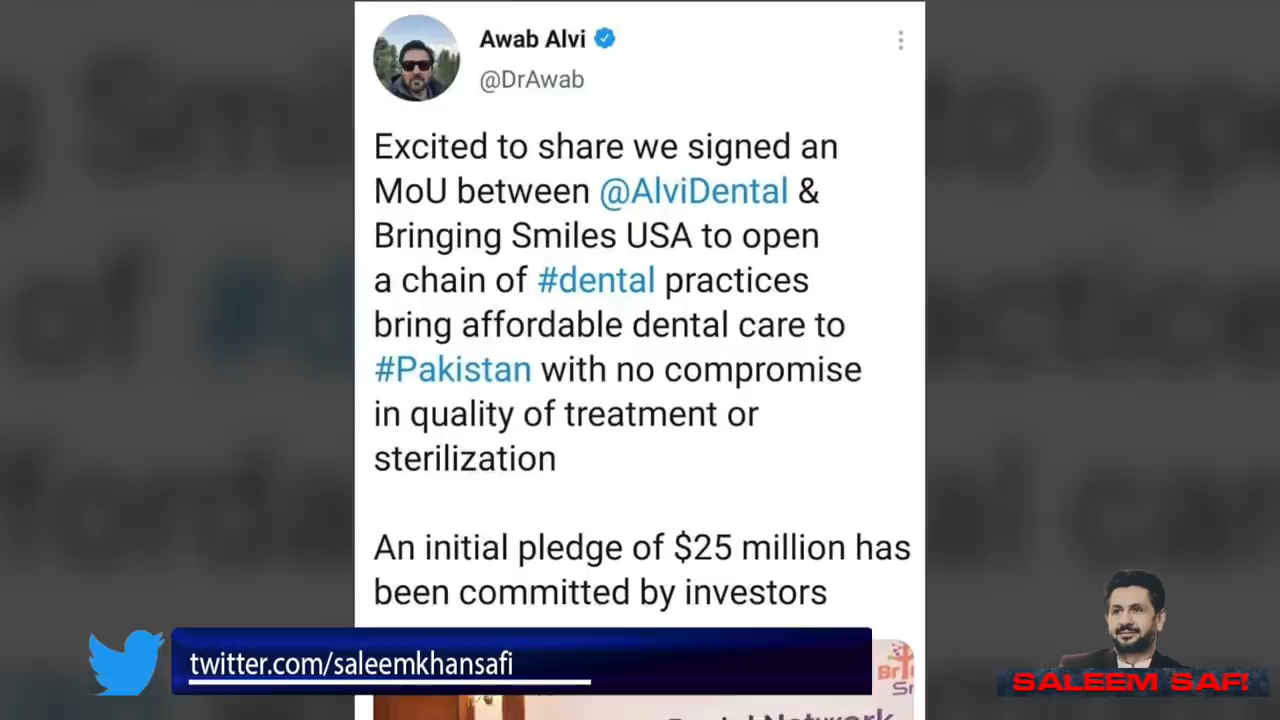 Awab Alvi
@DrAwab
Excited to share we signed an
MoU between @AlviDental &
Bringing Smiles USA to open
a chain of #dental practices
bring affordable dental care to
#Pakistan with no compromise
in quality of treatment or
sterilization
An initial pledge of $25 million has
been committed by investors
twitter.com/saleemkhansafi
SALEEM SAFI